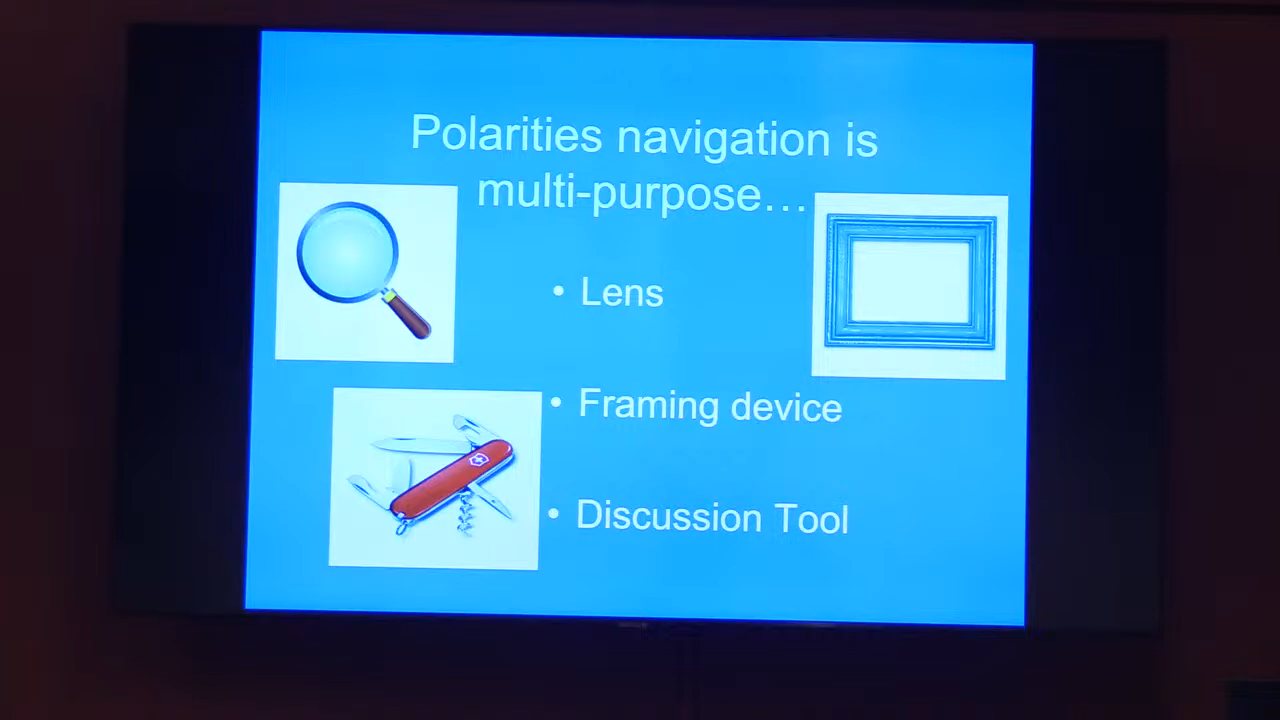 Polarities navigation is
multi-purpose…
• Lens
• Framing device
• Discussion Tool